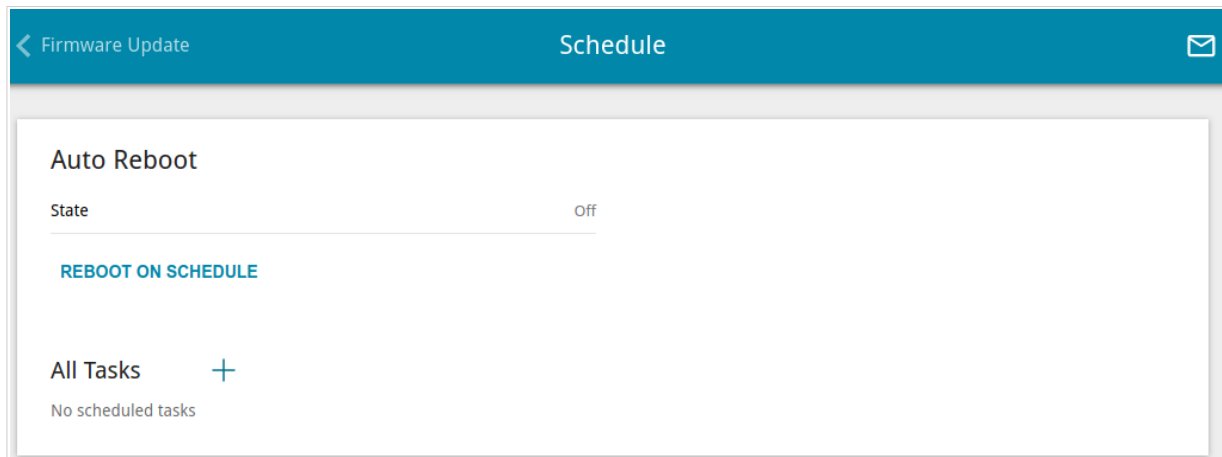 Firmware Update
Schedule
Auto Reboot
State
Off
REBOOT ON SCHEDULE
All Tasks
No scheduled tasks